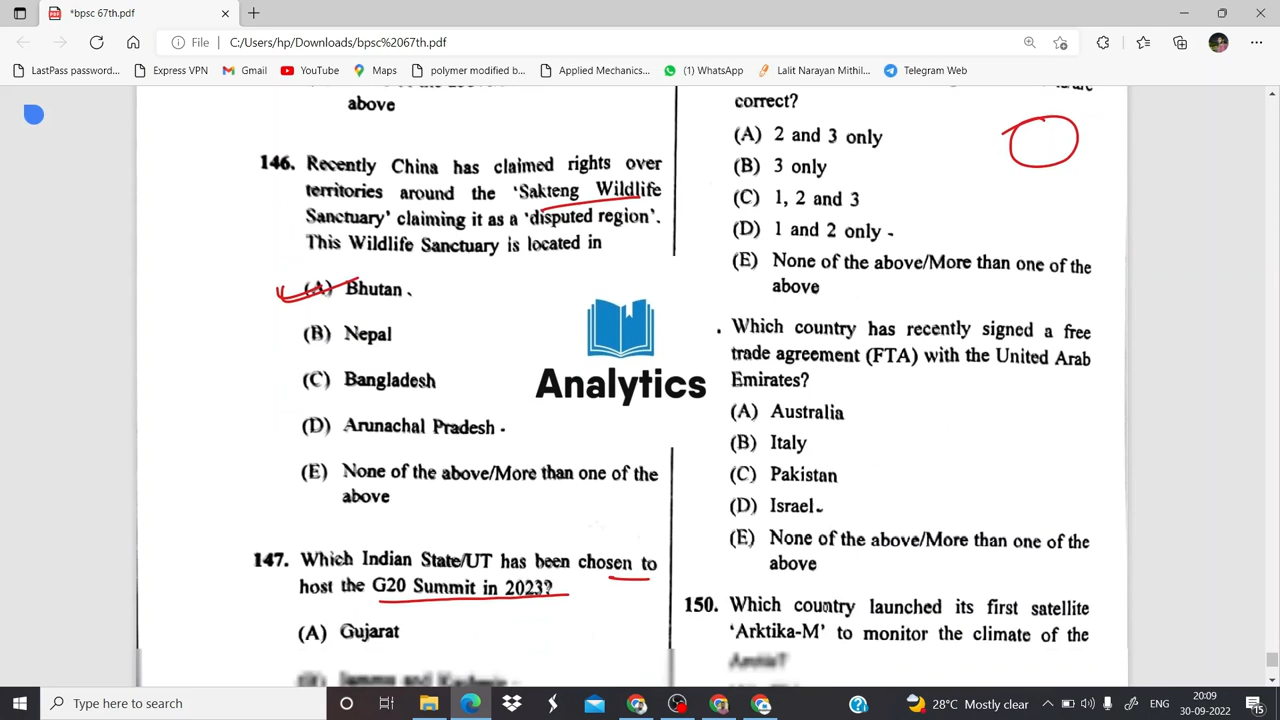 *bpsc 67th.pdf
File
C:/Users/hp/Downloads/bpsc%2067th.pdf
LastPass password...
Express VPN
Gmail
YouTube
Maps
polymer modified b...
Applied Mechanics...
(1) WhatsApp
Lalit Narayan Mithil...
Telegram Web
above
146. Recently China has claimed rights over
territories around the 'Sakteng Wildlife
Sanctuary' claiming it as a 'disputed region'.
This Wildlife Sanctuary is located in
(A) Bhutan
(B) Nepal
(C) Bangladesh
(D) Arunachal Pradesh
(E) None of the above/More than one of the
above
147. Which Indian State/UT has been chosen to
host the G20 Summit in 2023?
(A) Gujarat
Jammu and Kashmir
Analytics
are
correct?
(A) 2 and 3 only
(B) 3 only
(C) 1, 2 and 3
(D) 1 and 2 only
(E) None of the above/More than one of the
above
Which country has recently signed a free
trade agreement (FTA) with the United Arab
Emirates?
(A) Australia
(B) Italy
(C) Pakistan
(D) Israel
(E) None of the above/More than one of the
above
150. Which country launched its first satellite
'Arktika-M' to monitor the climate of the
Type here to search
28°C Mostly clear
ENG
20:09
30-09-2022
15